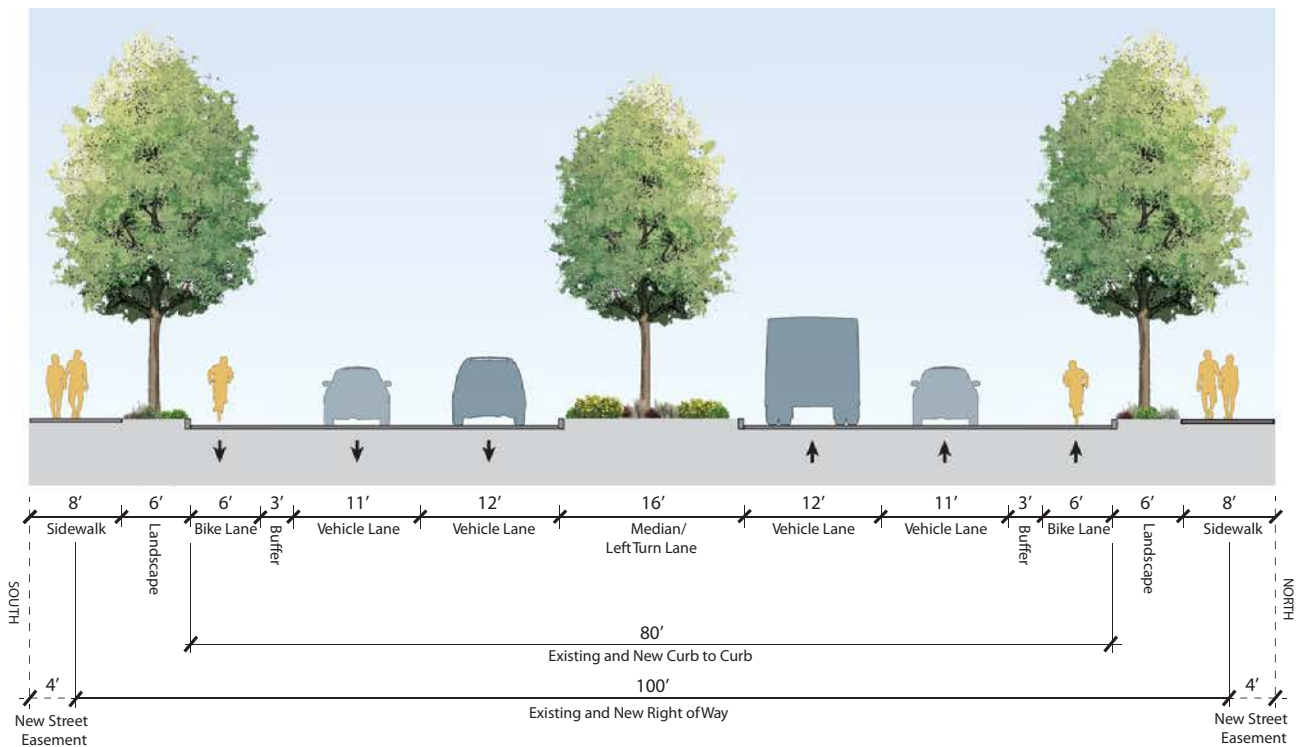 8’ 6’ 6’ 3’ 11’ 12’ 16’ 12’ 11’ 3’ 6’ 6’ 8’
Sidewalk
Landscape
Bike Lane
Buffer
Vehicle Lane
Vehicle Lane
Median/
Left Turn Lane
Vehicle Lane
Vehicle Lane
Buffer
Bike Lane
Landscape
Sidewalk
SOUTH
NORTH
80’
Existing and New Curb to Curb
4’
100’
4’
Existing and New Right of Way
New Street
Easement
New Street
Easement